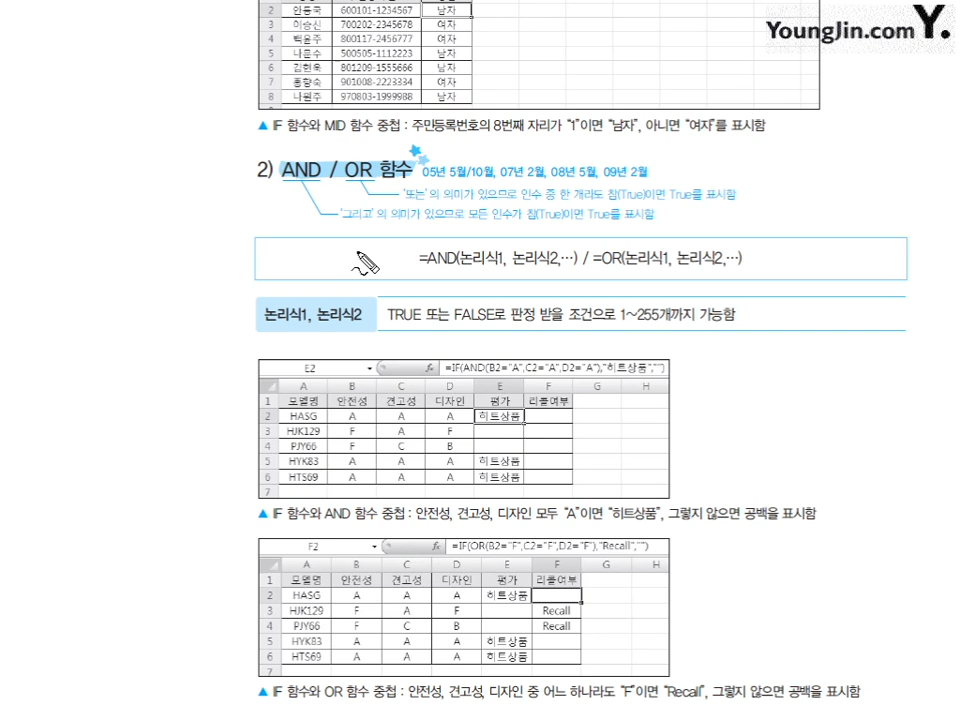 YoungJin.com Y.
2 인동국 600101-1234567 남자
3 이승신 700202-2345678 여자
4 백윤주 800117-2456777 여자
5 나문수 500505-1112223 남자
6 김현욱 801209-1555666 남자
7 홍향숙 901008-2223334 여자
8 나원주 970803-1999988 남자
▲ IF 함수와 MID 함수 중첩 : 주민등록번호의 8번째 자리가 “1”이면 “남자”, 아니면 “여자”를 표시함
2) AND / OR 함수 05년 5월/10월, 07년 2월, 08년 5월, 09년 2월
'또는'의 의미가 있으므로 인수 중 한 개라도 참(True)이면 True를 표시함
'그리고'의 의미가 있으므로 모든 인수가 참(True)이면 True를 표시함
=AND(논리식1, 논리식2,…) / =OR(논리식1, 논리식2,…)
논리식1, 논리식2 TRUE 또는 FALSE로 판정 받을 조건으로 1~255개까지 가능함
E2 fx =IF(AND(B2="A",C2="A",D2="A"),"히트상품","")
A B C D E F G H
1 모델명 안전성 견고성 디자인 평가 리콜여부
2 HASG A A A 히트상품
3 HJK129 F A F
4 PJY66 F C B
5 HYK83 A A A 히트상품
6 HTS69 A A A 히트상품
7
▲ IF 함수와 AND 함수 중첩 : 안전성, 견고성, 디자인 모두 “A”이면 “히트상품”, 그렇지 않으면 공백을 표시함
F2 fx =IF(OR(B2="F",C2="F",D2="F"),"Recall","")
A B C D E F G H
1 모델명 안전성 견고성 디자인 평가 리콜여부
2 HASG A A A 히트상품
3 HJK129 F A F Recall
4 PJY66 F C B Recall
5 HYK83 A A A 히트상품
6 HTS69 A A A 히트상품
7
▲ IF 함수와 OR 함수 중첩 : 안전성, 견고성, 디자인 중 어느 하나라도 “F”이면 “Recall”, 그렇지 않으면 공백을 표시함